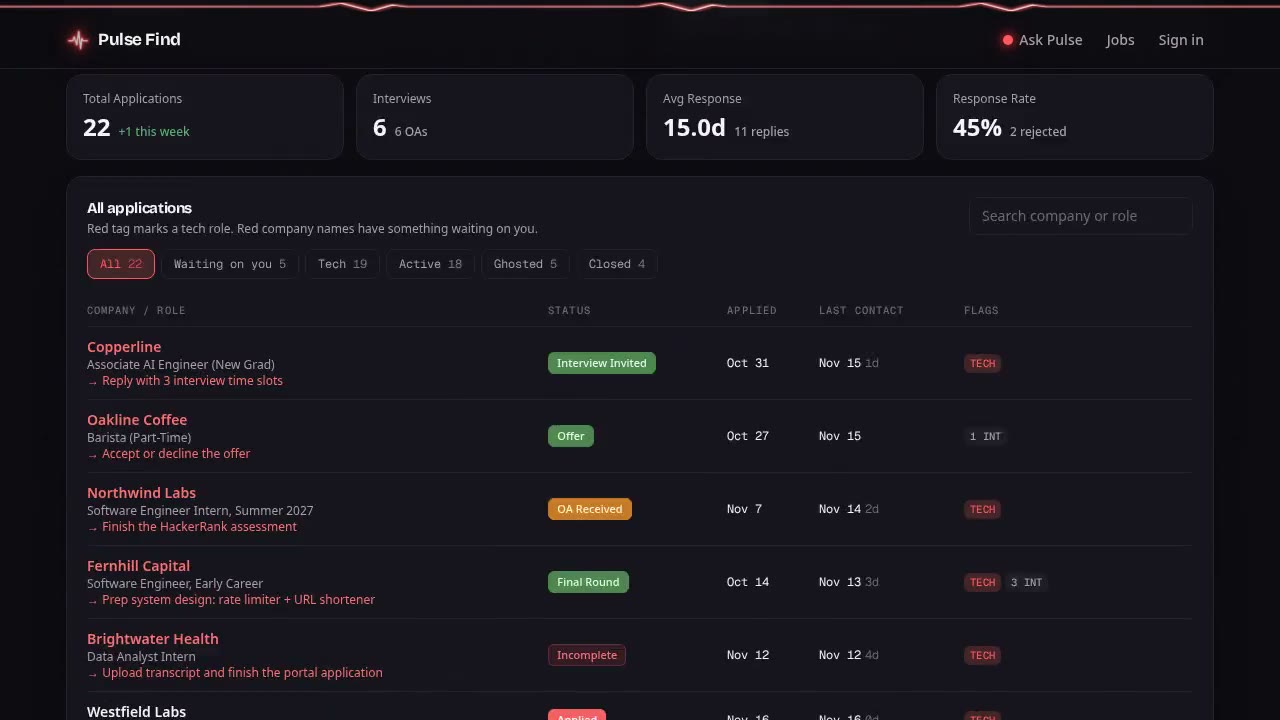 Pulse Find
Ask Pulse Jobs Sign in
Total Applications
22 +1 this week
Interviews
6 6 OAs
Avg Response
15.0d 11 replies
Response Rate
45% 2 rejected
All applications
Red tag marks a tech role. Red company names have something waiting on you.
Search company or role
All 22 Waiting on you 5 Tech 19 Active 18 Ghosted 5 Closed 4
COMPANY / ROLE STATUS APPLIED LAST CONTACT FLAGS
Copperline
Associate AI Engineer (New Grad)
→ Reply with 3 interview time slots
Interview Invited Oct 31 Nov 15 1d TECH
Oakline Coffee
Barista (Part-Time)
→ Accept or decline the offer
Offer Oct 27 Nov 15 1 INT
Northwind Labs
Software Engineer Intern, Summer 2027
→ Finish the HackerRank assessment
OA Received Nov 7 Nov 14 2d TECH
Fernhill Capital
Software Engineer, Early Career
→ Prep system design: rate limiter + URL shortener
Final Round Oct 14 Nov 13 3d TECH 3 INT
Brightwater Health
Data Analyst Intern
→ Upload transcript and finish the portal application
Incomplete Nov 12 Nov 12 4d TECH
Westfield Labs
Applied Nov 16 Nov 16 0d TECH